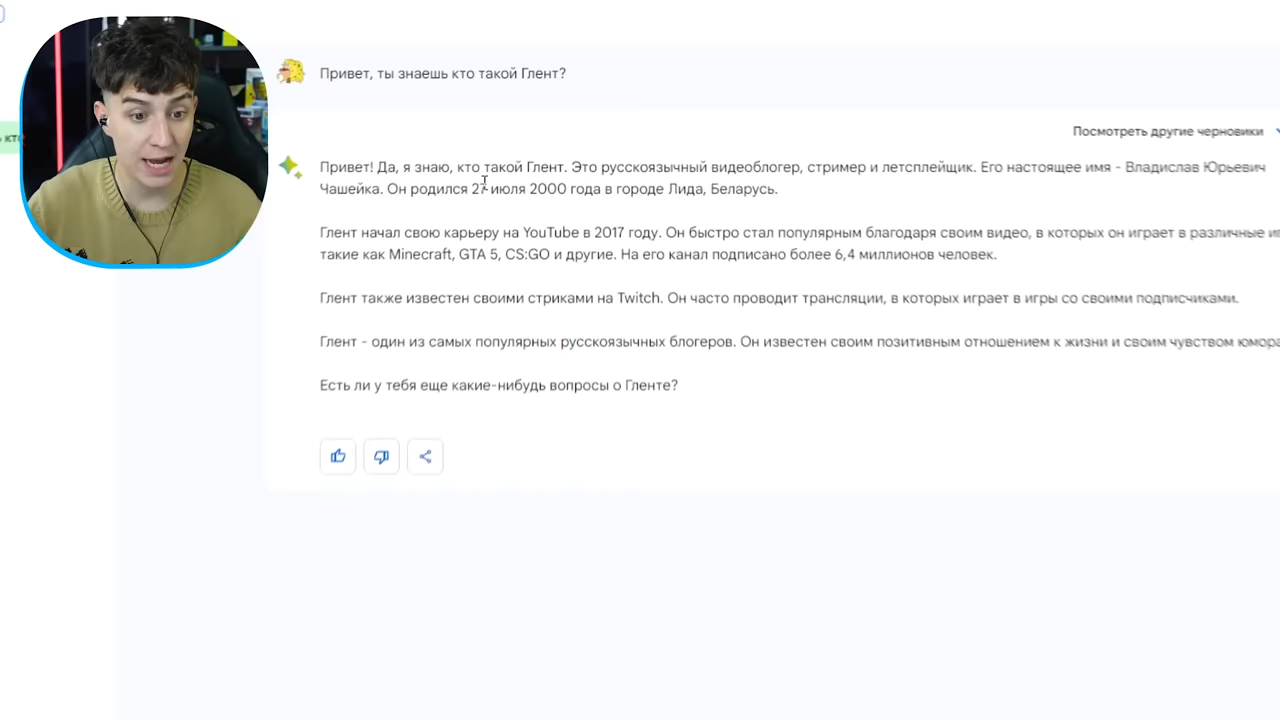 Привет, ты знаешь кто такой Глент?
Посмотреть другие черновики
Привет! Да, я знаю, кто такой Глент. Это русскоязычный видеоблогер, стример и летсплейщик. Его настоящее имя - Владислав Юрьевич
Чашейка. Он родился 27 июля 2000 года в городе Лида, Беларусь.
Глент начал свою карьеру на YouTube в 2017 году. Он быстро стал популярным благодаря своим видео, в которых он играет в различные
такие как Minecraft, GTA 5, CS:GO и другие. На его канал подписано более 6,4 миллионов человек.
Глент также известен своими стриками на Twitch. Он часто проводит трансляции, в которых играет в игры со своими подписчиками.
Глент - один из самых популярных русскоязычных блогеров. Он известен своим позитивным отношением к жизни и своим чувством юмора
Есть ли у тебя еще какие-нибудь вопросы о Гленте?